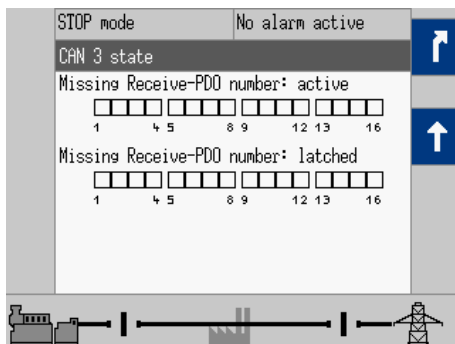 STOP mode No alarm active
CAN 3 state
Missing Receive-PDO number: active
1 4 5 8 9 12 13 16
Missing Receive-PDO number: latched
1 4 5 8 9 12 13 16